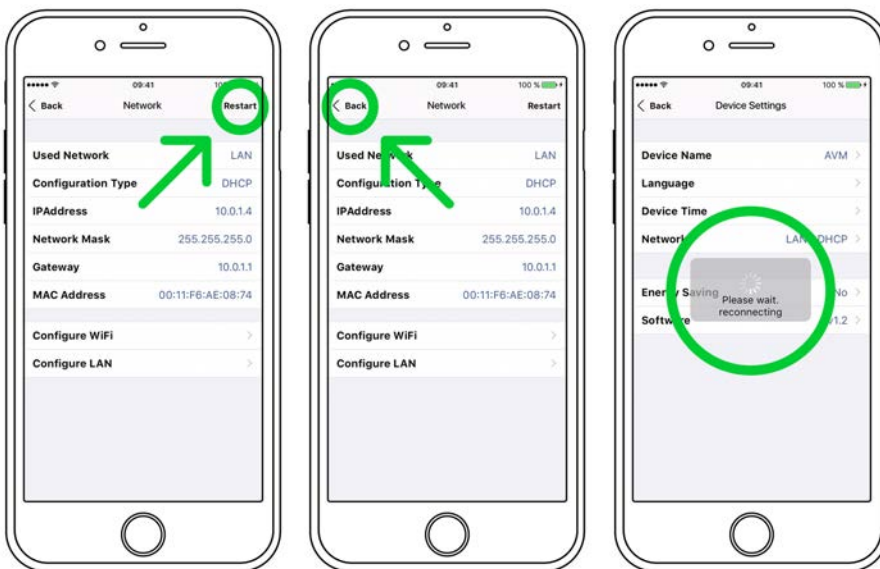 09:41
Back Network Restart
Used Network LAN
Configuration Type DHCP
IPAddress 10.0.1.4
Network Mask 255.255.255.0
Gateway 10.0.1.1
MAC Address 00:11:F6:AE:08:74
Configure WiFi
Configure LAN
09:41 100 %
Back Network Restart
Used Network LAN
Configuration Type DHCP
IPAddress 10.0.1.4
Network Mask 255.255.255.0
Gateway 10.0.1.1
MAC Address 00:11:F6:AE:08:74
Configure WiFi
Configure LAN
09:41 100 %
Back Device Settings
Device Name AVM
Language
Device Time
Network LAN DHCP
Energy Saving No
Software v1.2
Please wait.
reconnecting